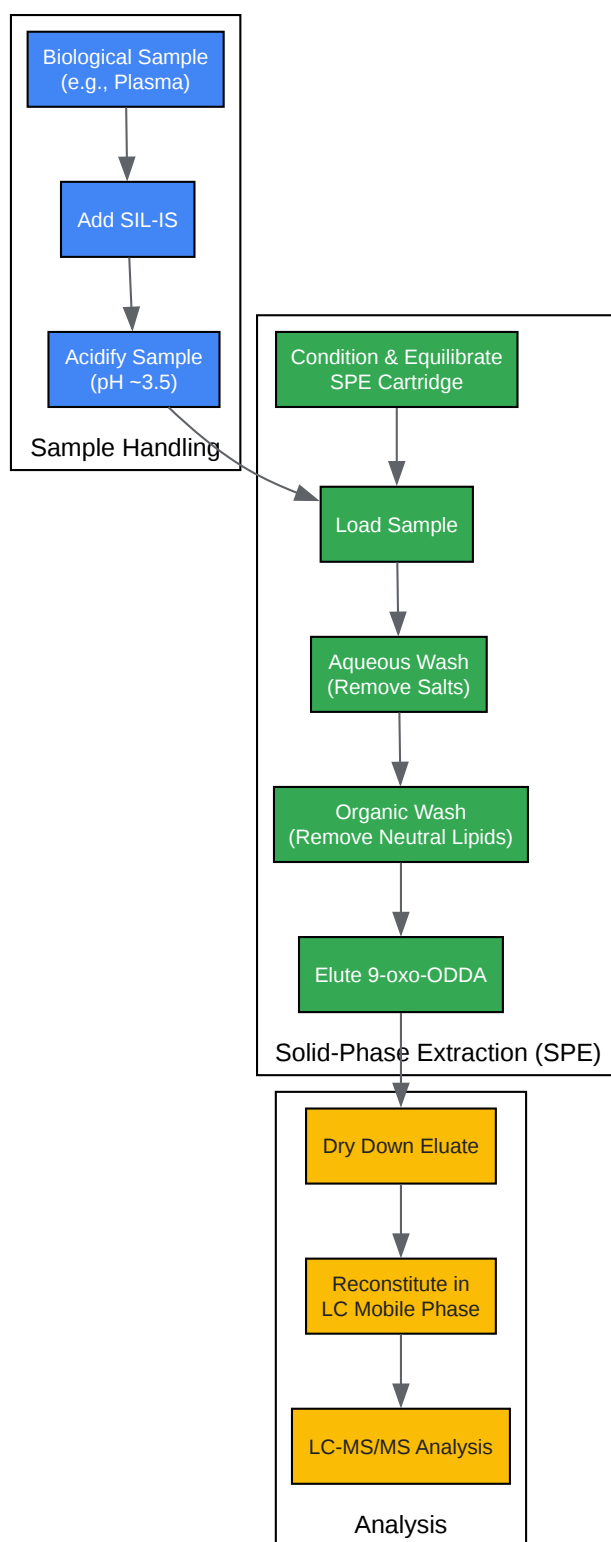 Biological Sample
(e.g., Plasma)
Add SIL-IS
Acidify Sample
(pH ~3.5)
Sample Handling
Condition & Equilibrate
SPE Cartridge
Load Sample
Aqueous Wash
(Remove Salts)
Organic Wash
(Remove Neutral Lipids)
Elute 9-oxo-ODDA
Solid-Phase Extraction (SPE)
Dry Down Eluate
Reconstitute in
LC Mobile Phase
LC-MS/MS Analysis
Analysis